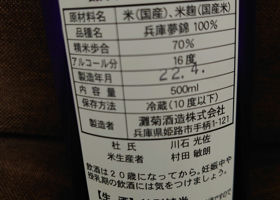 原材料名 米(国産)、米麹(国産米)
品種名 兵庫夢錦 100%
精米歩合 70%
アルコール分 16度
製造年月 22.4.
内容量 500ml
保存方法 冷蔵(10度以下)
製造者 灘菊酒造株式会社
兵庫県姫路市手柄1-121
杜氏 川石 光佐
米生産者 村田 敏朗
飲酒は20歳になってから。妊娠中や
授乳期の飲酒には気をつけましょう。